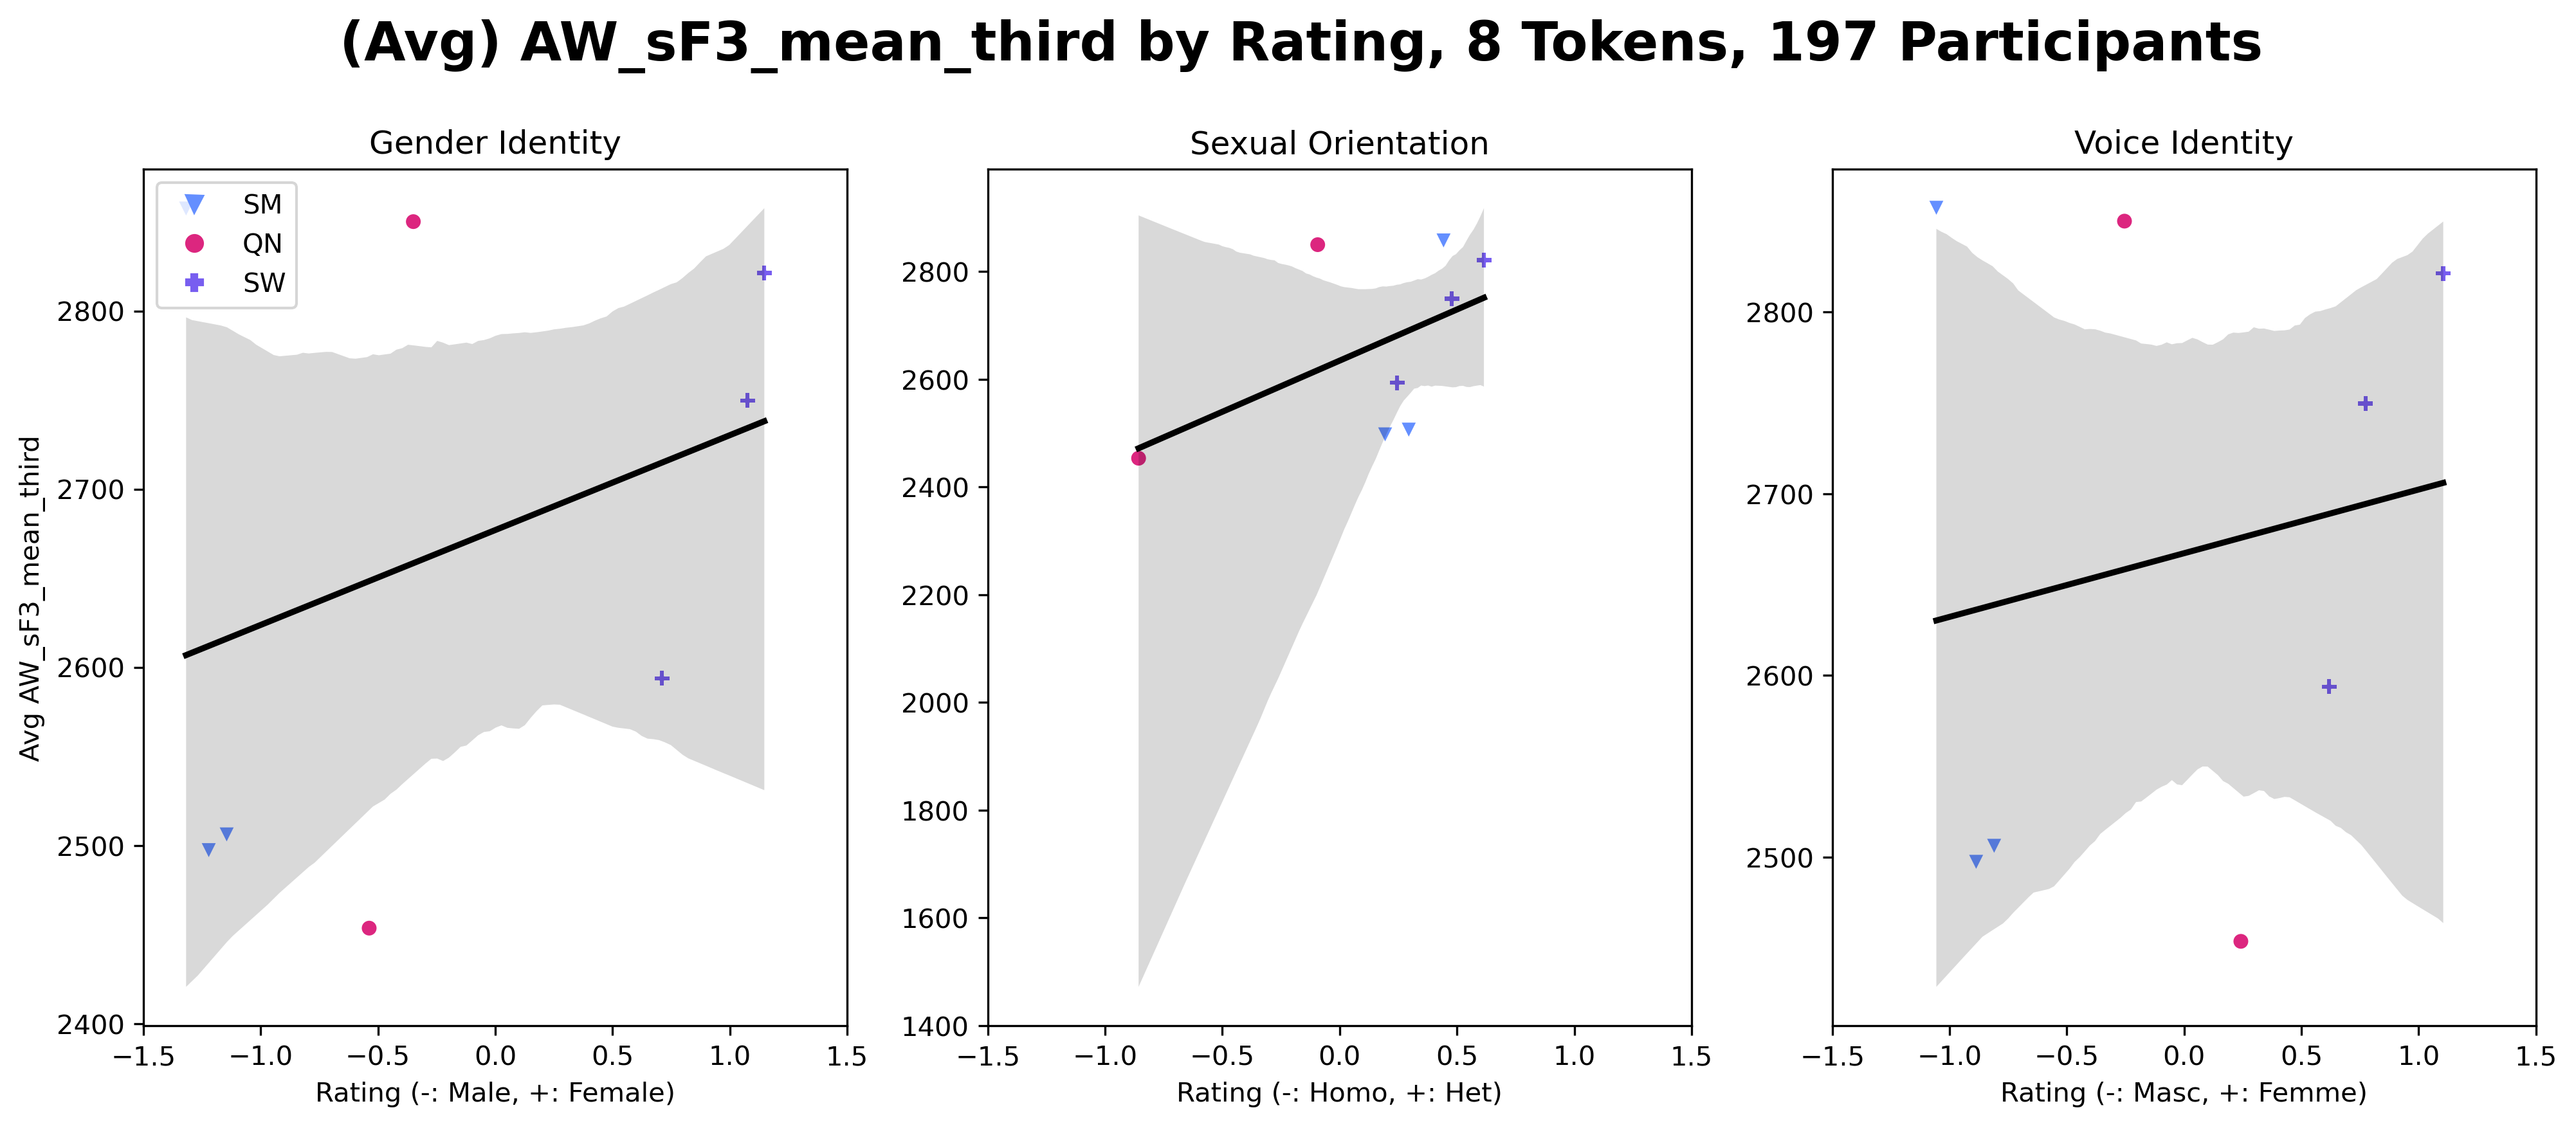 (Avg) AW_sF3_mean_third by Rating, 8 Tokens, 197 Participants
Gender Identity
SM
QN
SW
Avg AW_sF3_mean_third
2800
2700
2600
2500
2400
−1.5 −1.0 −0.5 0.0 0.5 1.0 1.5
Rating (-: Male, +: Female)
Sexual Orientation
2800
2600
2400
2200
2000
1800
1600
1400
−1.5 −1.0 −0.5 0.0 0.5 1.0 1.5
Rating (-: Homo, +: Het)
Voice Identity
2800
2700
2600
2500
−1.5 −1.0 −0.5 0.0 0.5 1.0 1.5
Rating (-: Masc, +: Femme)